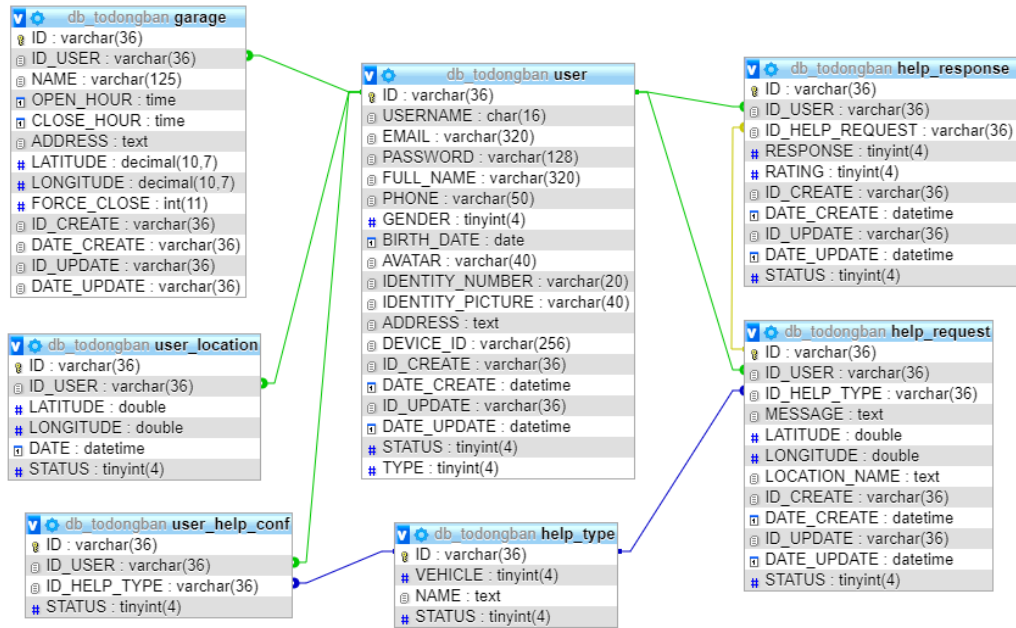 db_todongban garage
ID : varchar(36)
ID_USER : varchar(36)
NAME : varchar(125)
OPEN_HOUR : time
CLOSE_HOUR : time
ADDRESS : text
LATITUDE : decimal(10,7)
LONGITUDE : decimal(10,7)
FORCE_CLOSE : int(11)
ID_CREATE : varchar(36)
DATE_CREATE : varchar(36)
ID_UPDATE : varchar(36)
DATE_UPDATE : varchar(36)
db_todongban user_location
ID : varchar(36)
ID_USER : varchar(36)
LATITUDE : double
LONGITUDE : double
DATE : datetime
STATUS : tinyint(4)
db_todongban user_help_conf
ID : varchar(36)
ID_USER : varchar(36)
ID_HELP_TYPE : varchar(36)
STATUS : tinyint(4)
db_todongban user
ID : varchar(36)
USERNAME : char(16)
EMAIL : varchar(320)
PASSWORD : varchar(128)
FULL_NAME : varchar(320)
PHONE : varchar(50)
GENDER : tinyint(4)
BIRTH_DATE : date
AVATAR : varchar(40)
IDENTITY_NUMBER : varchar(20)
IDENTITY_PICTURE : varchar(40)
ADDRESS : text
DEVICE_ID : varchar(256)
ID_CREATE : varchar(36)
DATE_CREATE : datetime
ID_UPDATE : varchar(36)
DATE_UPDATE : datetime
STATUS : tinyint(4)
TYPE : tinyint(4)
db_todongban help_type
ID : varchar(36)
VEHICLE : tinyint(4)
NAME : text
STATUS : tinyint(4)
db_todongban help_response
ID : varchar(36)
ID_USER : varchar(36)
ID_HELP_REQUEST : varchar(36)
RESPONSE : tinyint(4)
RATING : tinyint(4)
ID_CREATE : varchar(36)
DATE_CREATE : datetime
ID_UPDATE : varchar(36)
DATE_UPDATE : datetime
STATUS : tinyint(4)
db_todongban help_request
ID : varchar(36)
ID_USER : varchar(36)
ID_HELP_TYPE : varchar(36)
MESSAGE : text
LATITUDE : double
LONGITUDE : double
LOCATION_NAME : text
ID_CREATE : varchar(36)
DATE_CREATE : datetime
ID_UPDATE : varchar(36)
DATE_UPDATE : datetime
STATUS : tinyint(4)